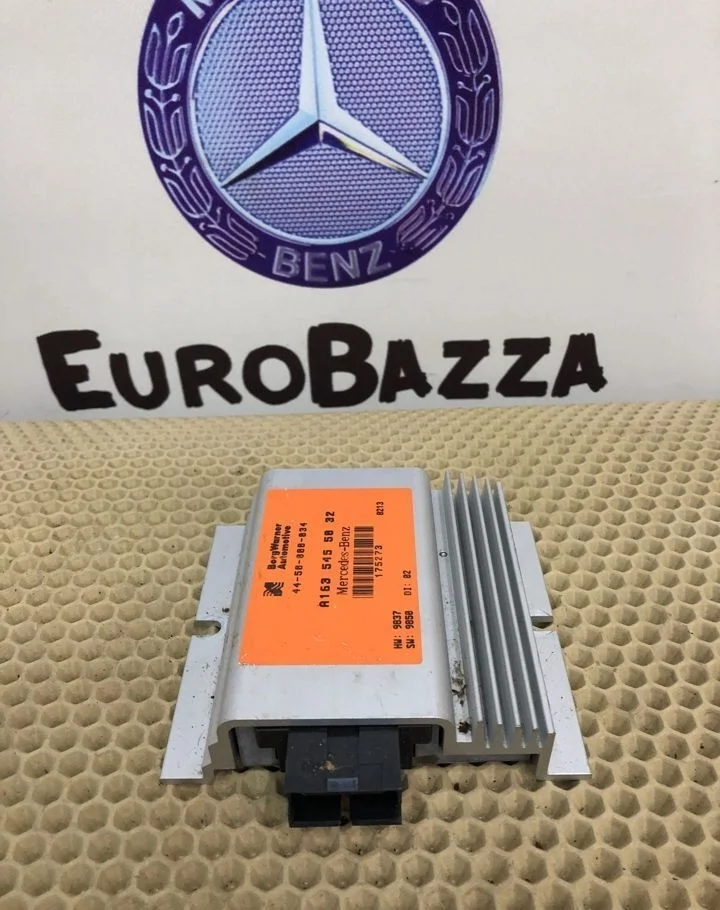 BENZ
EUROBAZZA
BorgWarner
Automotive
44-50-000-034
A163 545 50 32
Mercedes-Benz
175273
0213
HW: 9837
SW: 9850
DI: 02